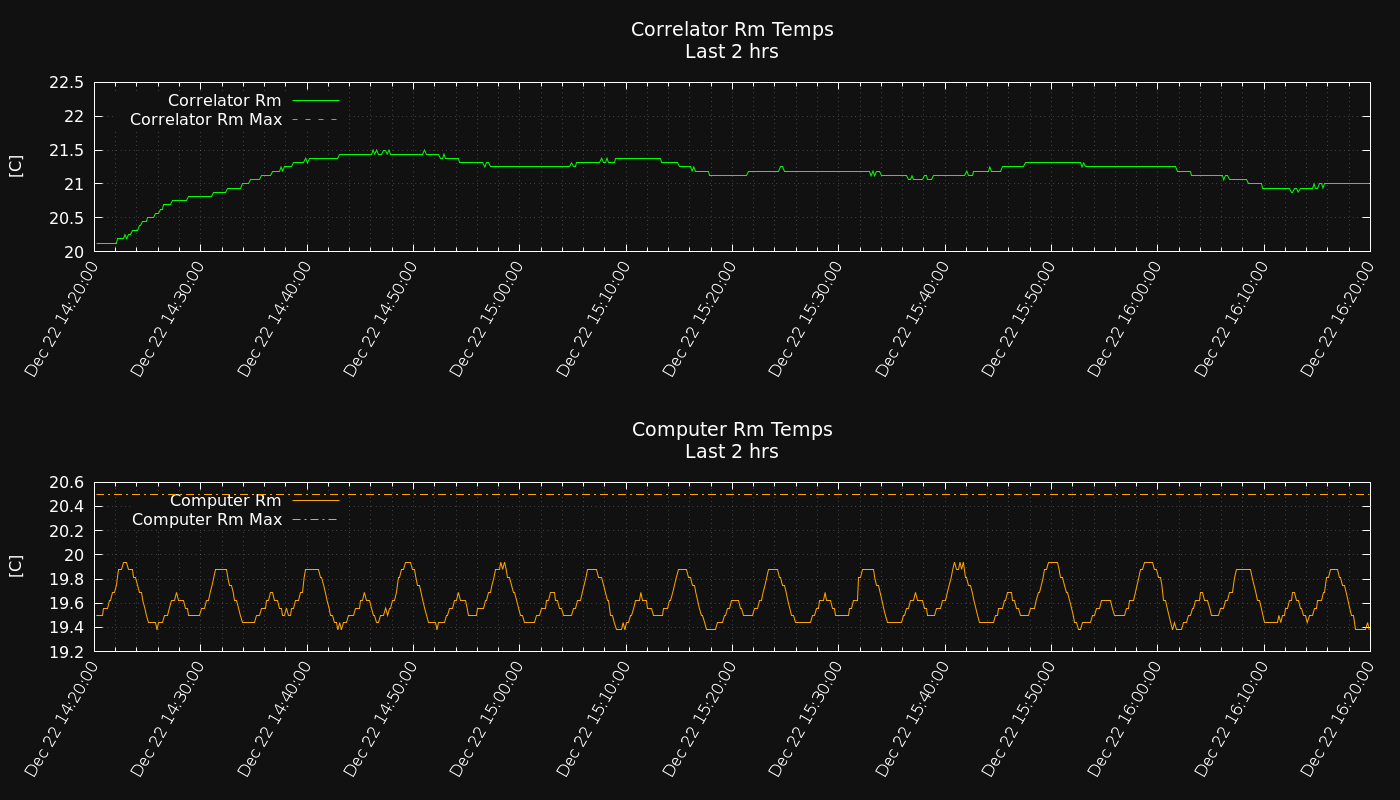 Correlator Rm Temps
Last 2 hrs
22.5
22
21.5
21
20.5
20
[C]
Correlator Rm
Correlator Rm Max
Dec 22 14:20:00
Dec 22 14:30:00
Dec 22 14:40:00
Dec 22 14:50:00
Dec 22 15:00:00
Dec 22 15:10:00
Dec 22 15:20:00
Dec 22 15:30:00
Dec 22 15:40:00
Dec 22 15:50:00
Dec 22 16:00:00
Dec 22 16:10:00
Dec 22 16:20:00
Computer Rm Temps
Last 2 hrs
20.6
20.4
20.2
20
19.8
19.6
19.4
19.2
[C]
Computer Rm
Computer Rm Max
Dec 22 14:20:00
Dec 22 14:30:00
Dec 22 14:40:00
Dec 22 14:50:00
Dec 22 15:00:00
Dec 22 15:10:00
Dec 22 15:20:00
Dec 22 15:30:00
Dec 22 15:40:00
Dec 22 15:50:00
Dec 22 16:00:00
Dec 22 16:10:00
Dec 22 16:20:00